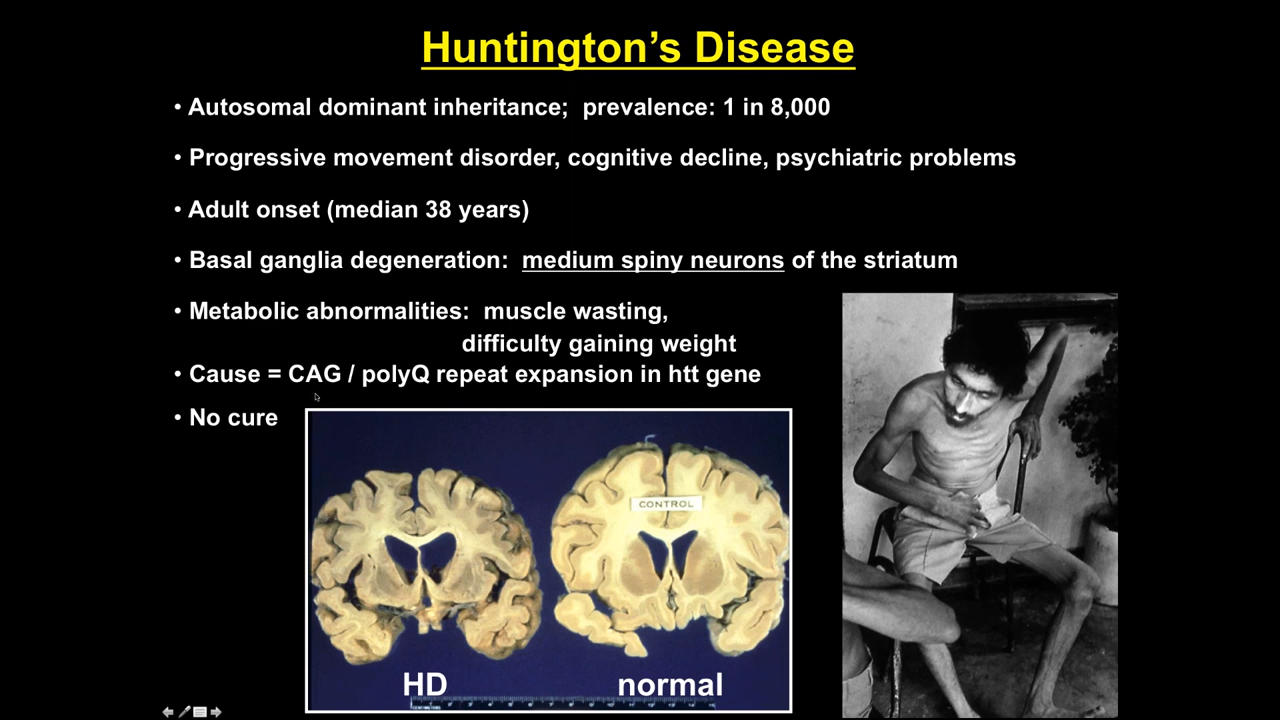 Huntington’s Disease
• Autosomal dominant inheritance;  prevalence: 1 in 8,000
• Progressive movement disorder, cognitive decline, psychiatric problems
• Adult onset (median 38 years)
• Basal ganglia degeneration:  medium spiny neurons of the striatum
• Metabolic abnormalities:  muscle wasting,
difficulty gaining weight
• Cause = CAG / polyQ repeat expansion in htt gene
• No cure
CONTROL
HD
normal